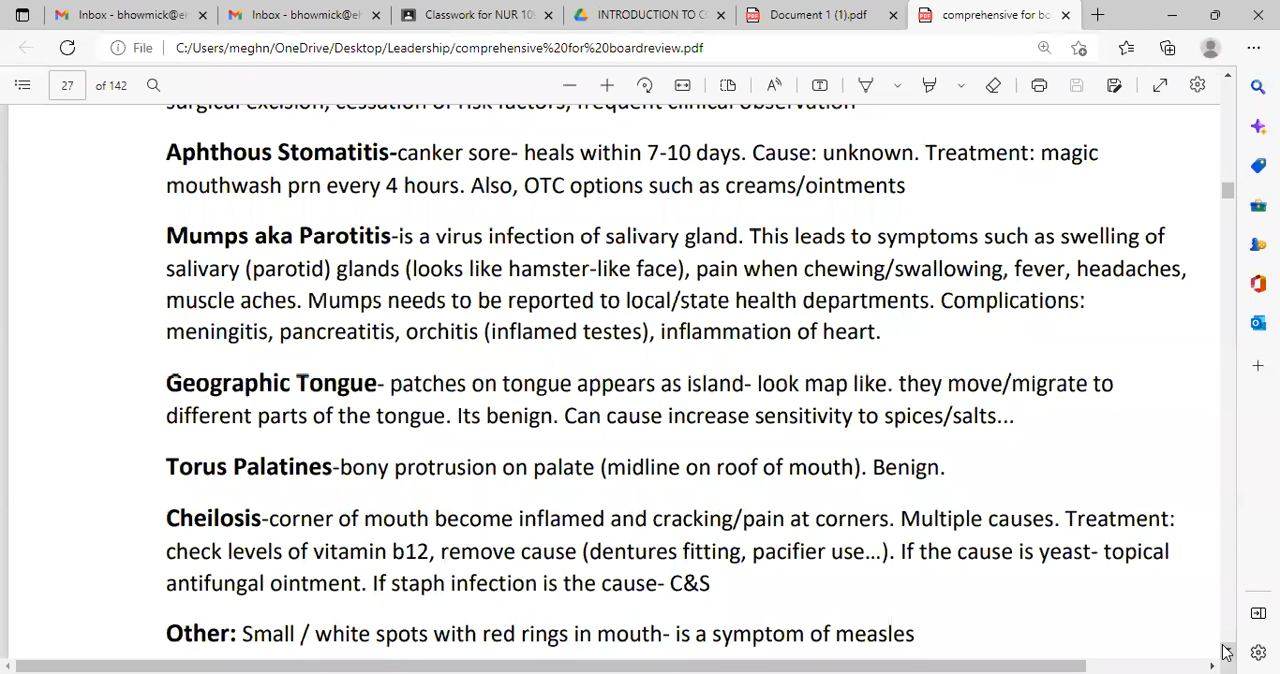 Inbox - bhowmick@e
Inbox - bhowmick@e
Classwork for NUR 10
INTRODUCTION TO C
Document 1 (1).pdf
comprehensive for bo
File
C:/Users/meghn/OneDrive/Desktop/Leadership/comprehensive%20for%20boardreview.pdf
27 of 142
surgical excision, cessation of risk factors, frequent clinical observation
Aphthous Stomatitis-canker sore- heals within 7-10 days. Cause: unknown. Treatment: magic
mouthwash prn every 4 hours. Also, OTC options such as creams/ointments
Mumps aka Parotitis-is a virus infection of salivary gland. This leads to symptoms such as swelling of
salivary (parotid) glands (looks like hamster-like face), pain when chewing/swallowing, fever, headaches,
muscle aches. Mumps needs to be reported to local/state health departments. Complications:
meningitis, pancreatitis, orchitis (inflamed testes), inflammation of heart.
Geographic Tongue- patches on tongue appears as island- look map like. they move/migrate to
different parts of the tongue. Its benign. Can cause increase sensitivity to spices/salts...
Torus Palatines-bony protrusion on palate (midline on roof of mouth). Benign.
Cheilosis-corner of mouth become inflamed and cracking/pain at corners. Multiple causes. Treatment:
check levels of vitamin b12, remove cause (dentures fitting, pacifier use...). If the cause is yeast- topical
antifungal ointment. If staph infection is the cause- C&S
Other: Small / white spots with red rings in mouth- is a symptom of measles